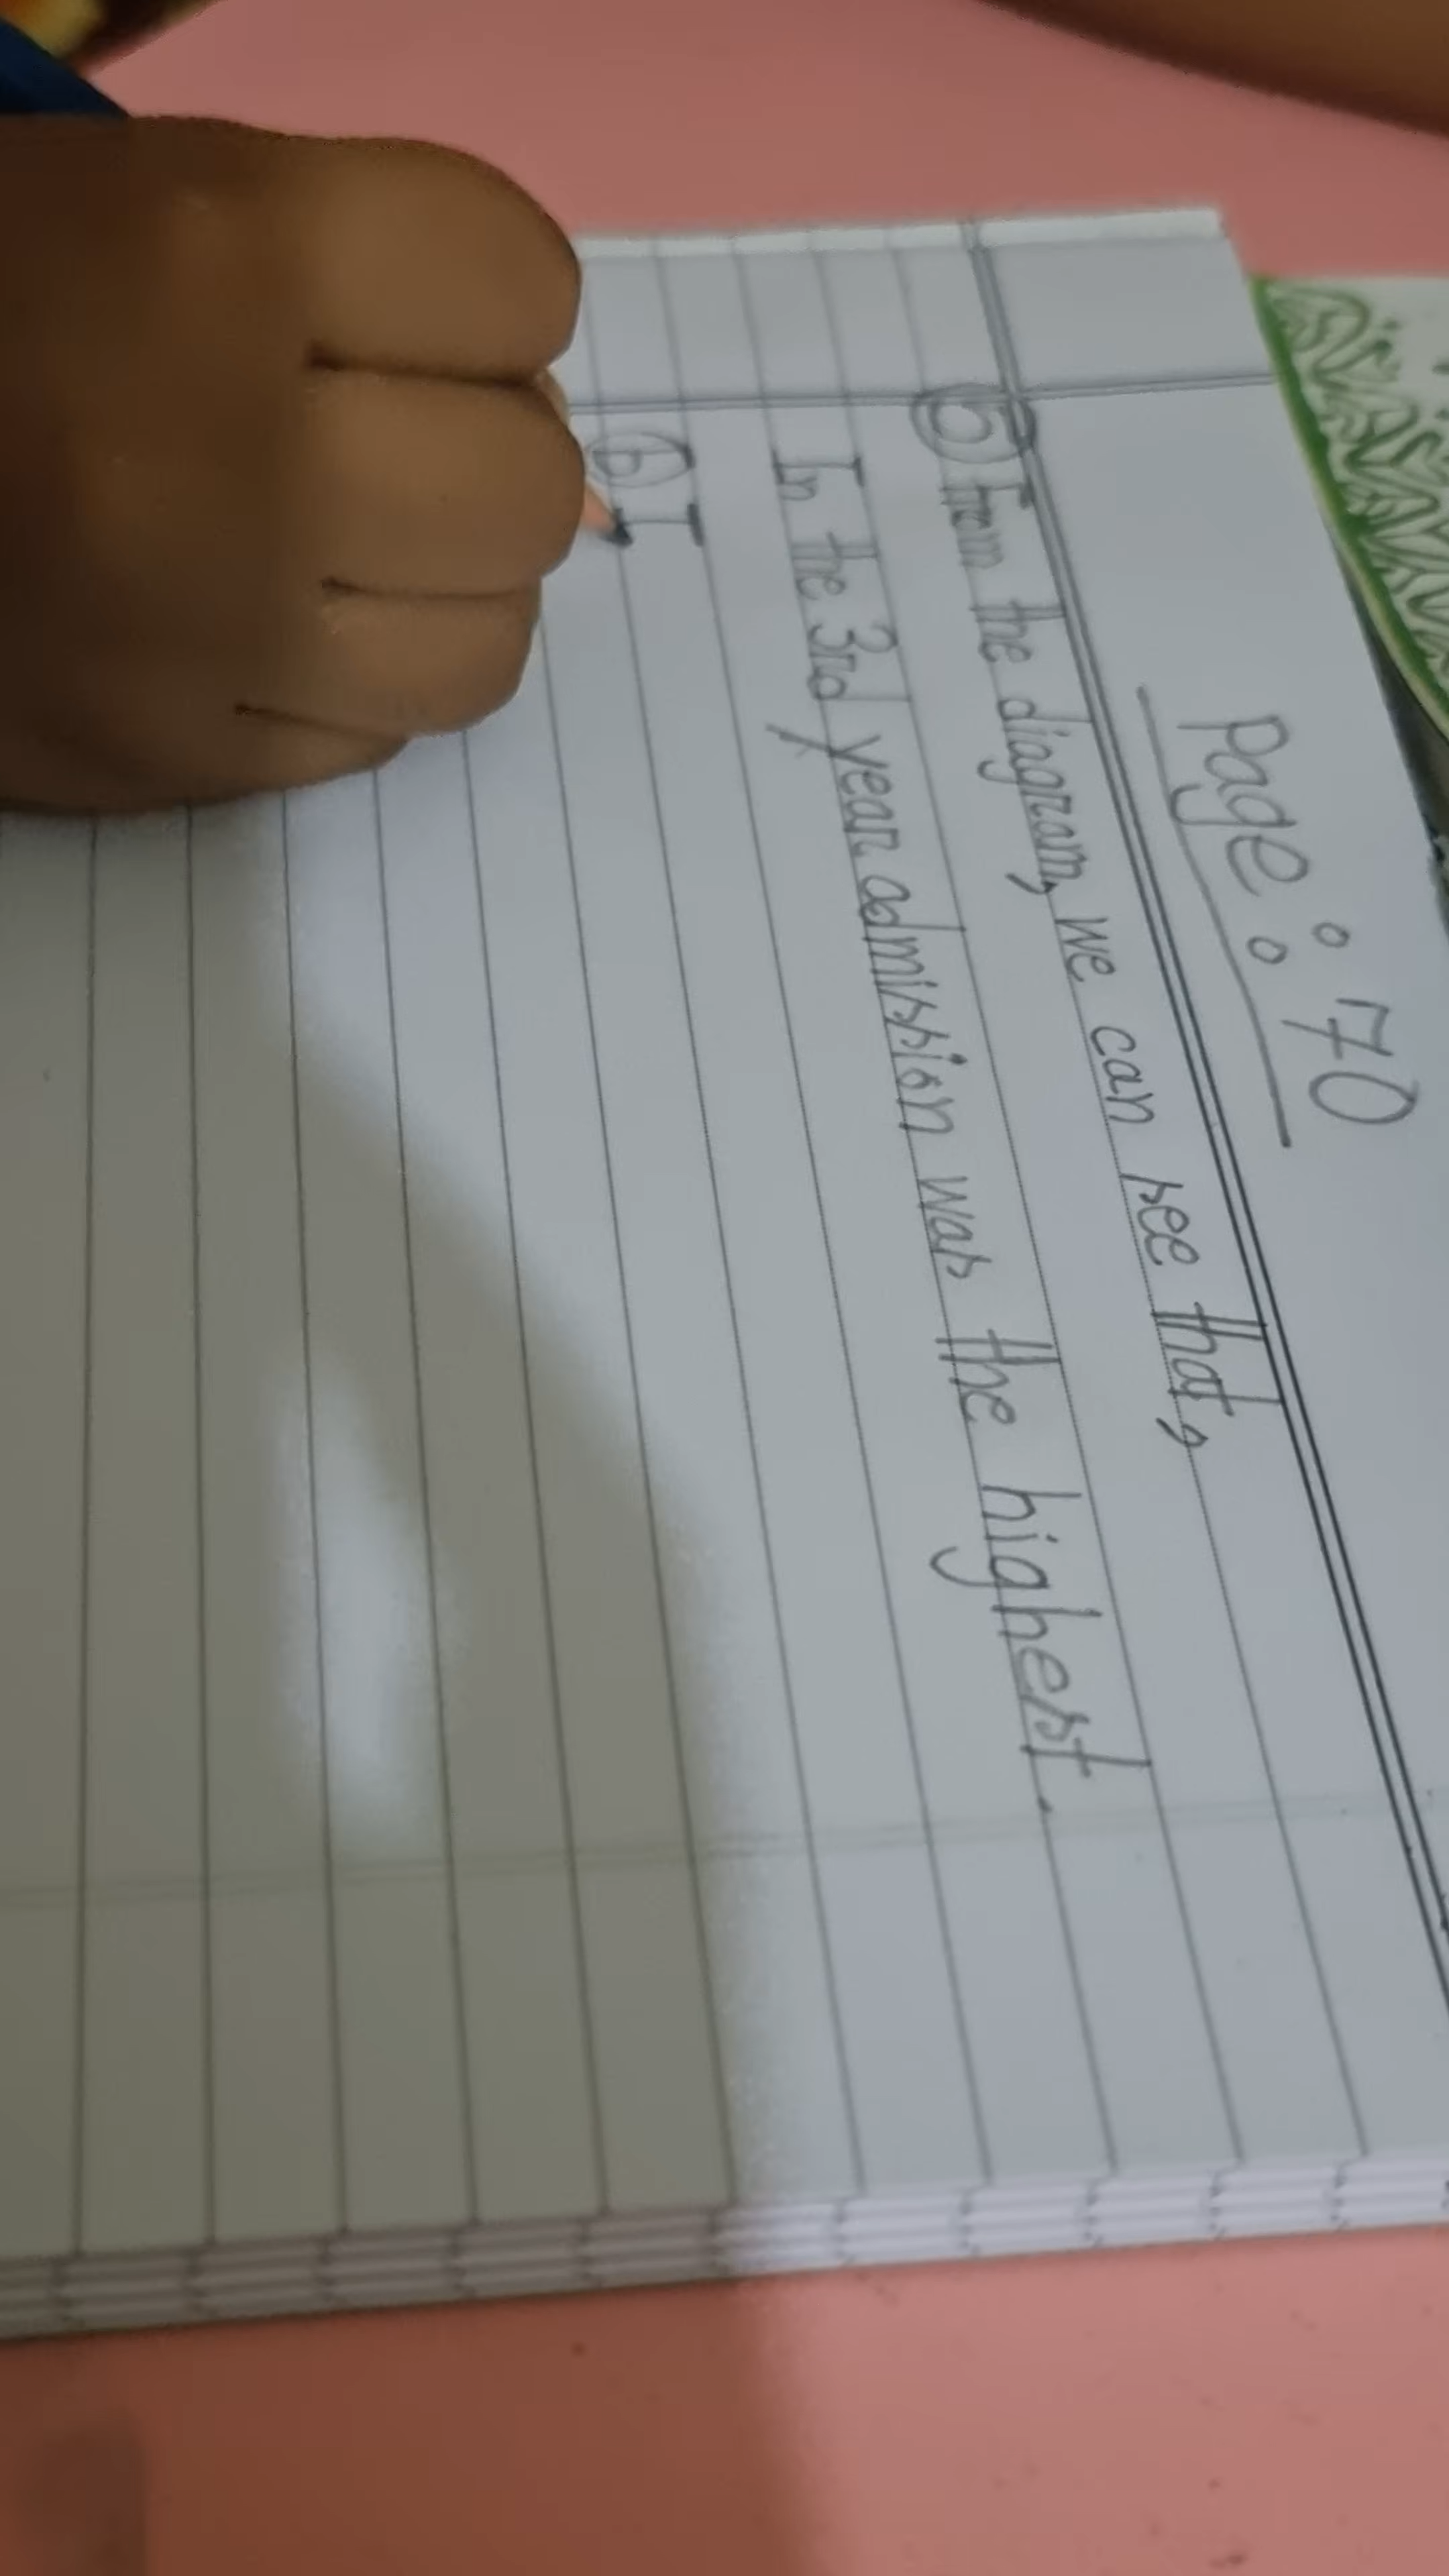 Page : 70
⑤ From the diagram, we can see that,
In the 3rd year admission was the highest.
⑥ I